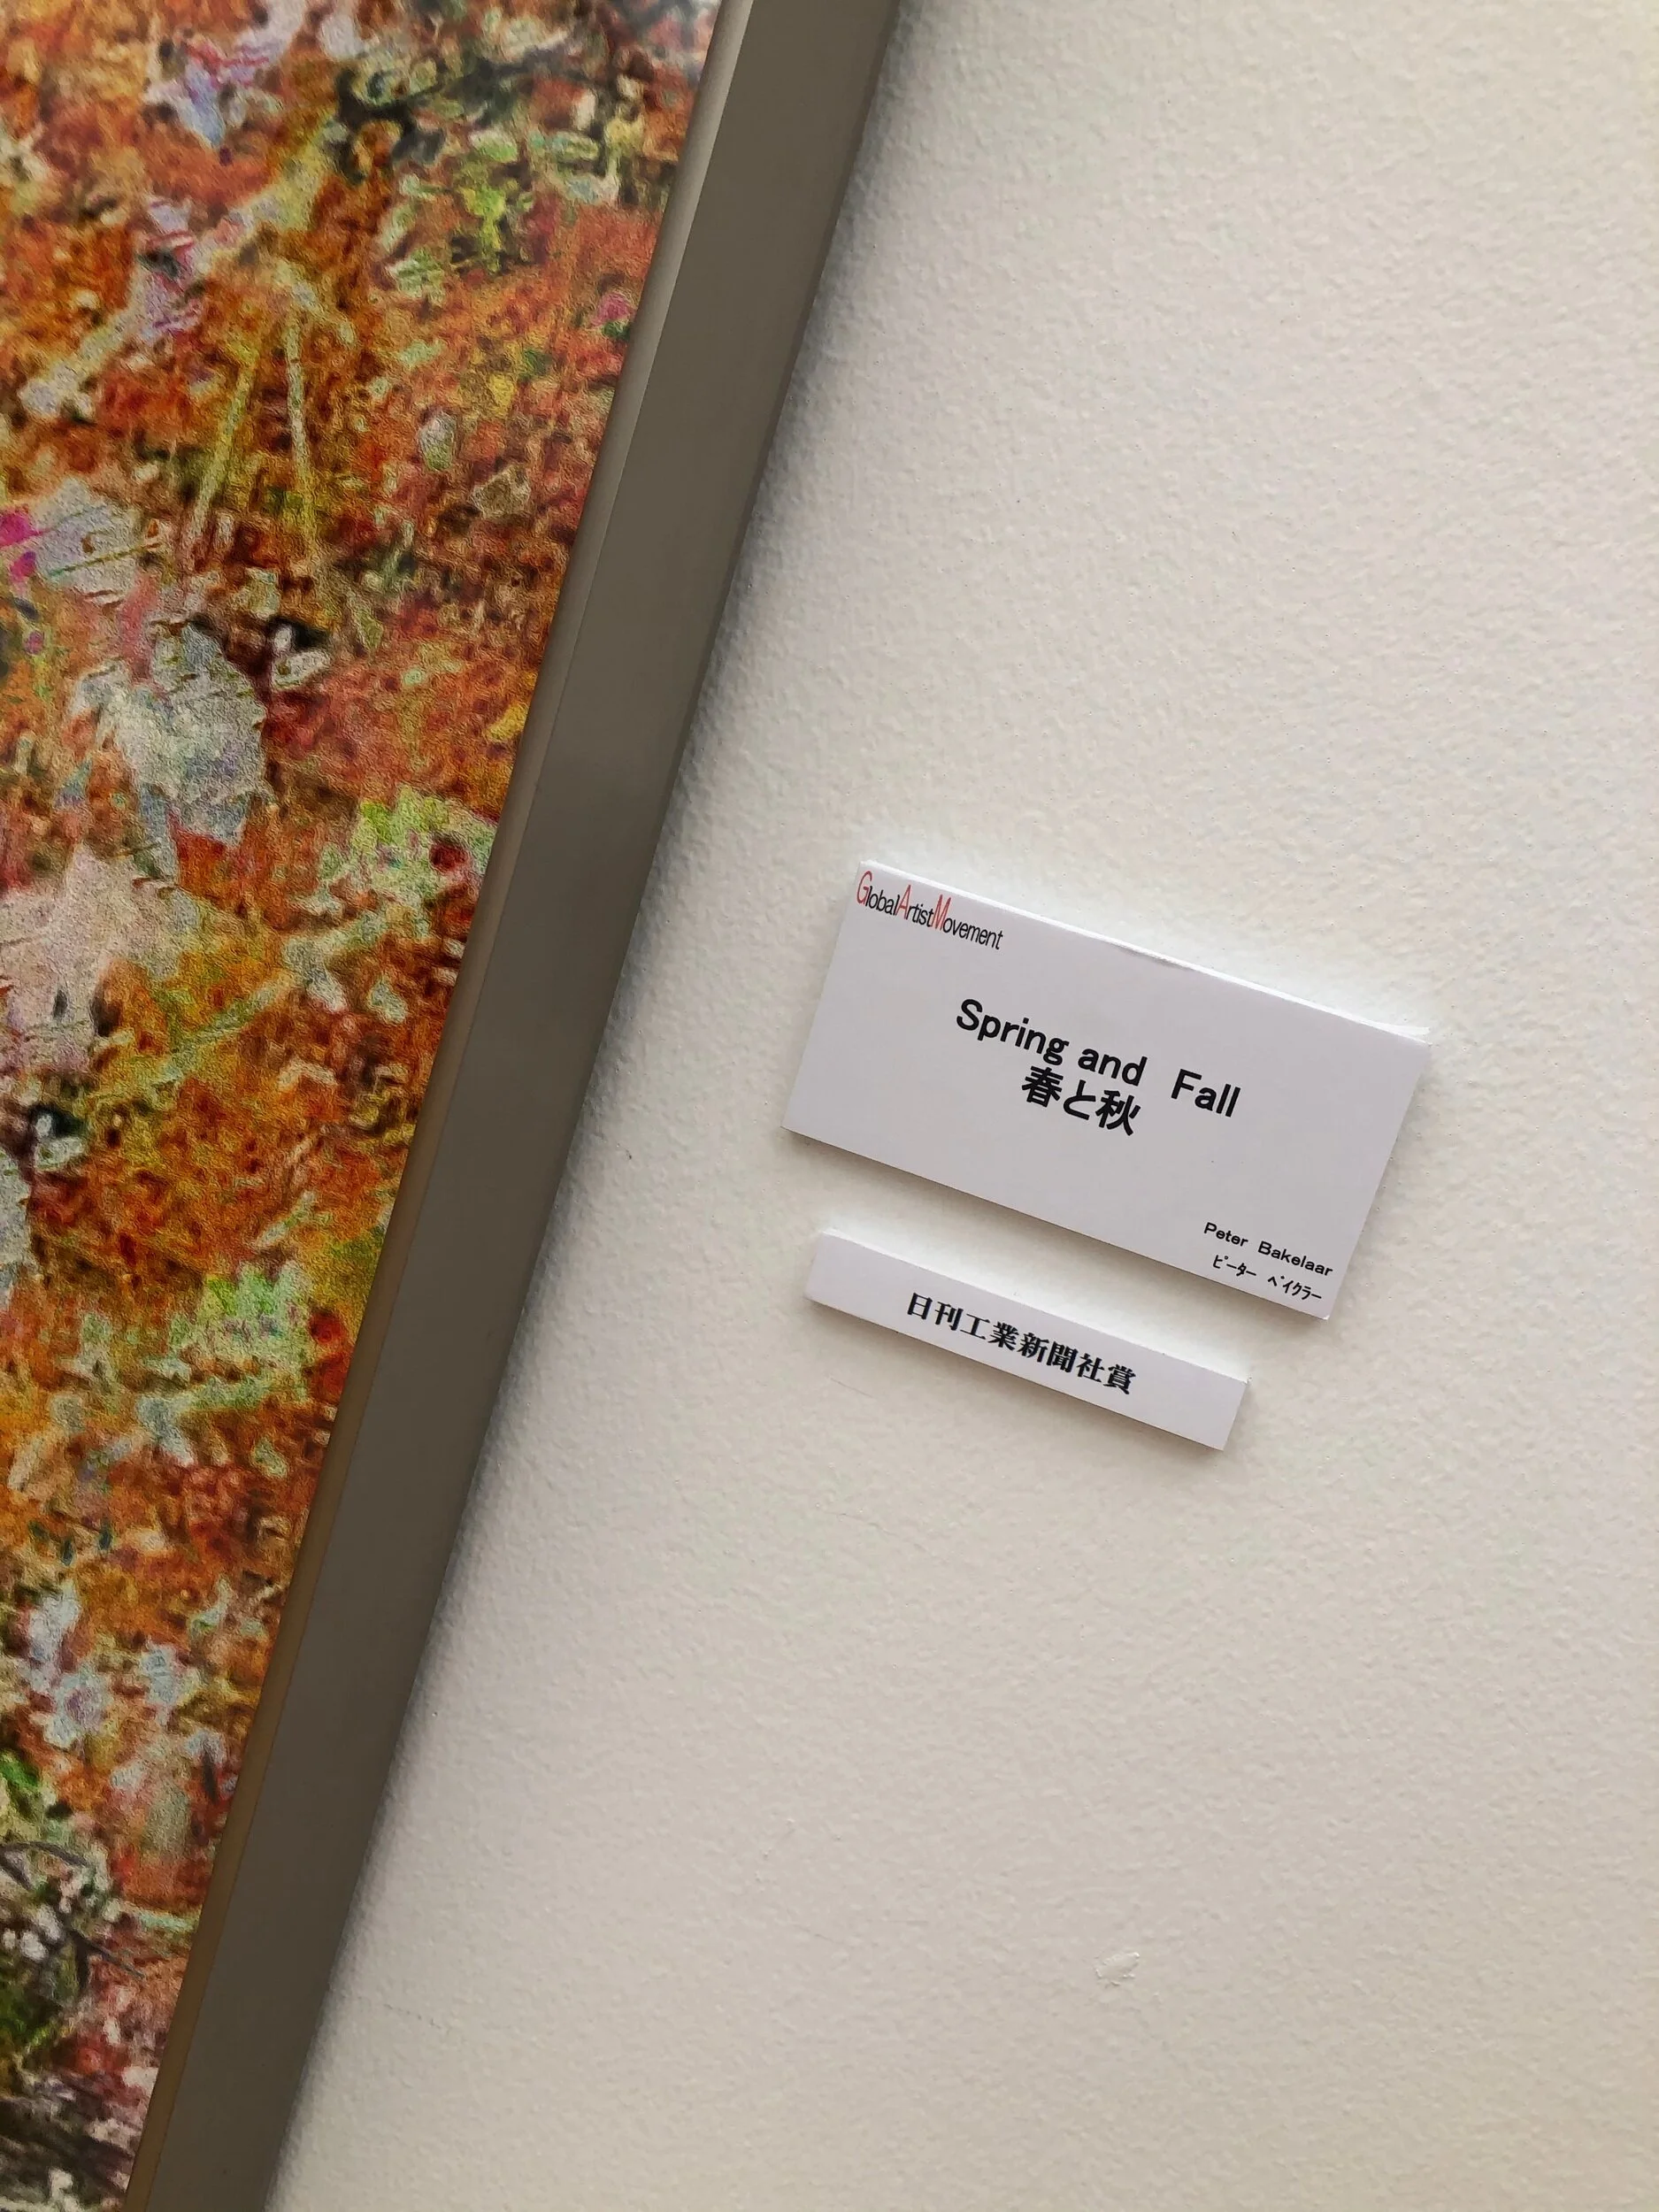 GlobalArtistMovement
Spring and Fall
春と秋
Peter Bakelaar
ピーター ベイクラー
日刊工業新聞社賞